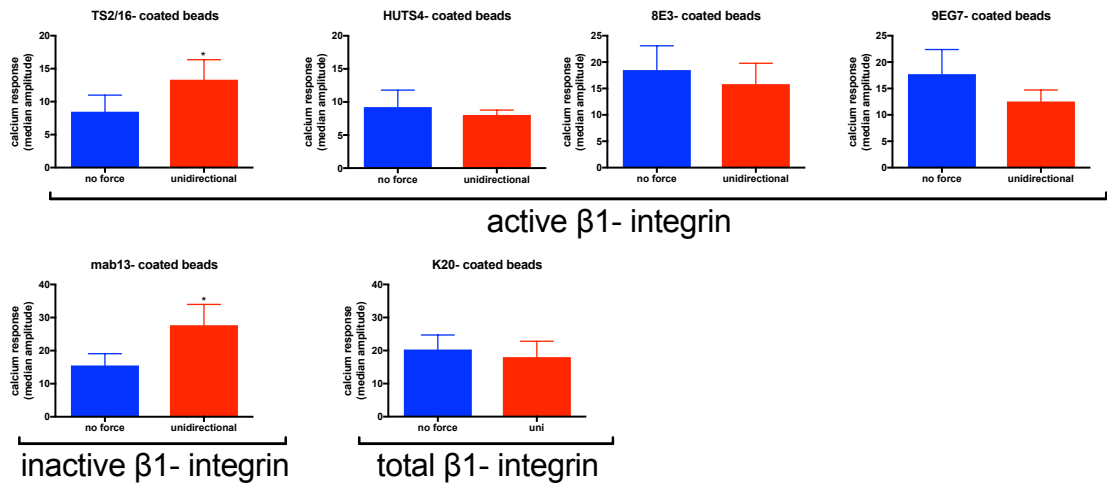 TS2/16- coated beads
HUTS4- coated beads
8E3- coated beads
9EG7- coated beads
calcium response
(median amplitude)
20
15
10
5
0
*
no force
unidirectional
calcium response
(median amplitude)
20
15
10
5
0
no force
unidirectional
calcium response
(median amplitude)
25
20
15
10
5
0
no force
unidirectional
calcium response
(median amplitude)
25
20
15
10
5
0
no force
unidirectional
active β1- integrin
mab13- coated beads
K20- coated beads
calcium response
(median amplitude)
40
30
20
10
0
*
no force
unidirectional
calcium response
(median amplitude)
40
30
20
10
0
no force
uni
inactive β1- integrin
total β1- integrin